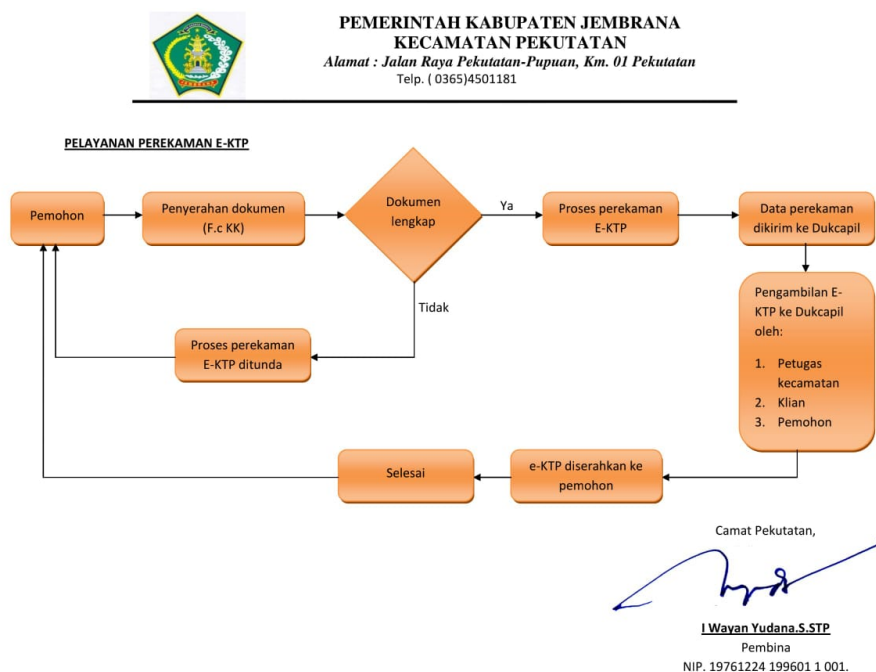 PEMERINTAH KABUPATEN JEMBRANA
KECAMATAN PEKUTATAN
Alamat : Jalan Raya Pekutatan-Pupuan, Km. 01 Pekutatan
Telp. ( 0365)4501181
PELAYANAN PEREKAMAN E-KTP
Pemohon
Penyerahan dokumen
(F.c KK)
Dokumen
lengkap
Ya
Proses perekaman
E-KTP
Data perekaman
dikirim ke Dukcapil
Tidak
Proses perekaman
E-KTP ditunda
Pengambilan E-
KTP ke Dukcapil
oleh:
1. Petugas
kecamatan
2. Klian
3. Pemohon
e-KTP diserahkan ke
pemohon
Selesai
Camat Pekutatan,
I Wayan Yudana.S.STP
Pembina
NIP. 19761224 199601 1 001.